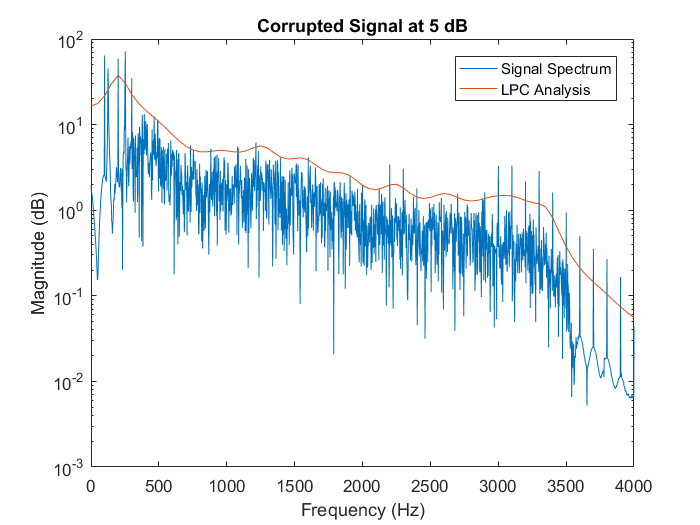 Corrupted Signal at 5 dB
Signal Spectrum
LPC Analysis
Magnitude (dB)
10^2
10^1
10^0
10^-1
10^-2
10^-3
0 500 1000 1500 2000 2500 3000 3500 4000
Frequency (Hz)